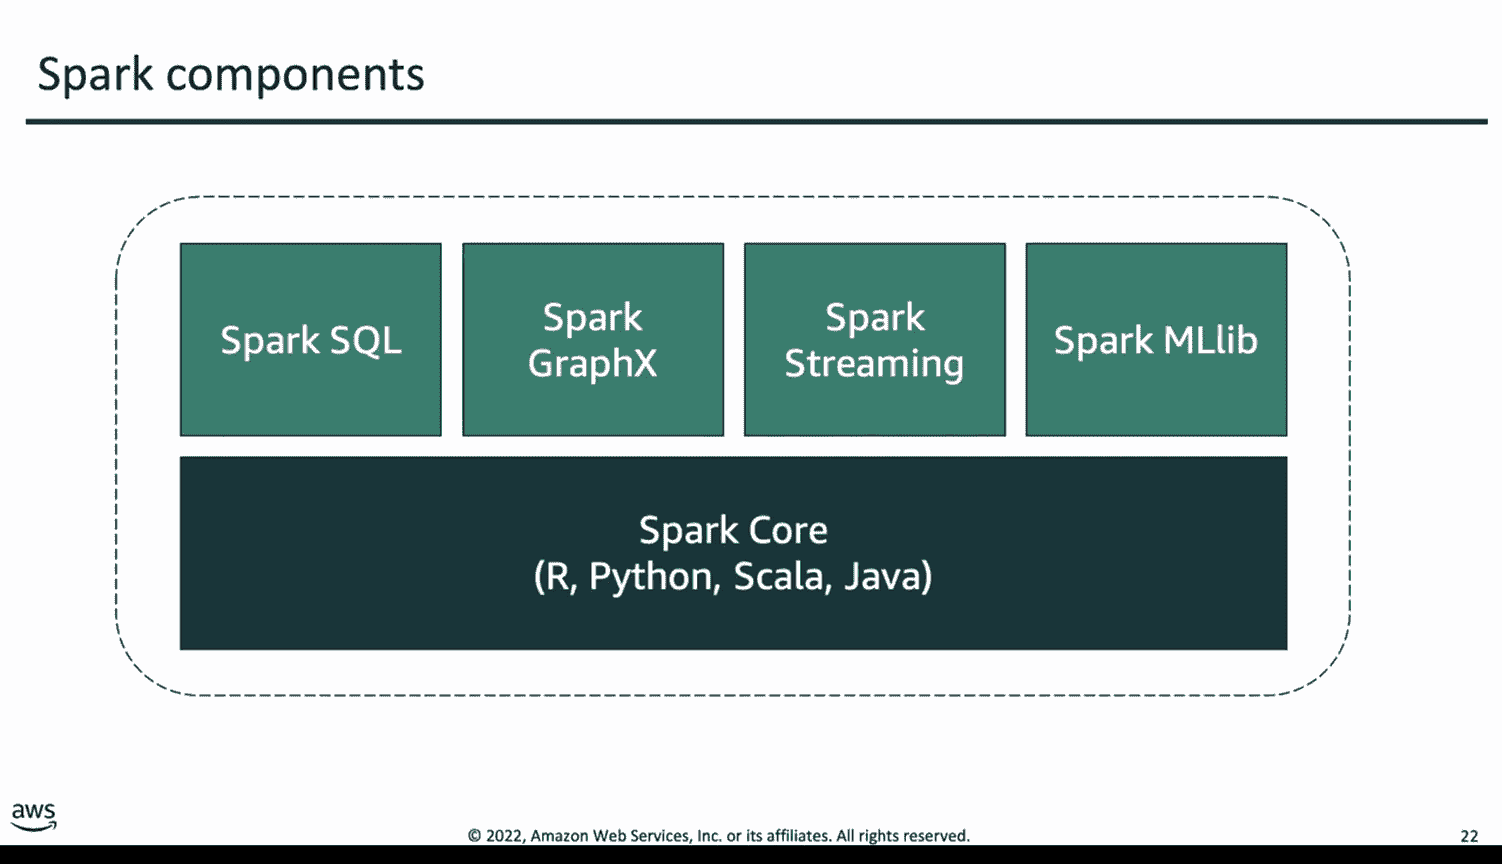 Spark components
Spark SQL
Spark
GraphX
Spark
Streaming
Spark MLlib
Spark Core
(R, Python, Scala, Java)
aws
© 2022, Amazon Web Services, Inc. or its affiliates. All rights reserved.
22